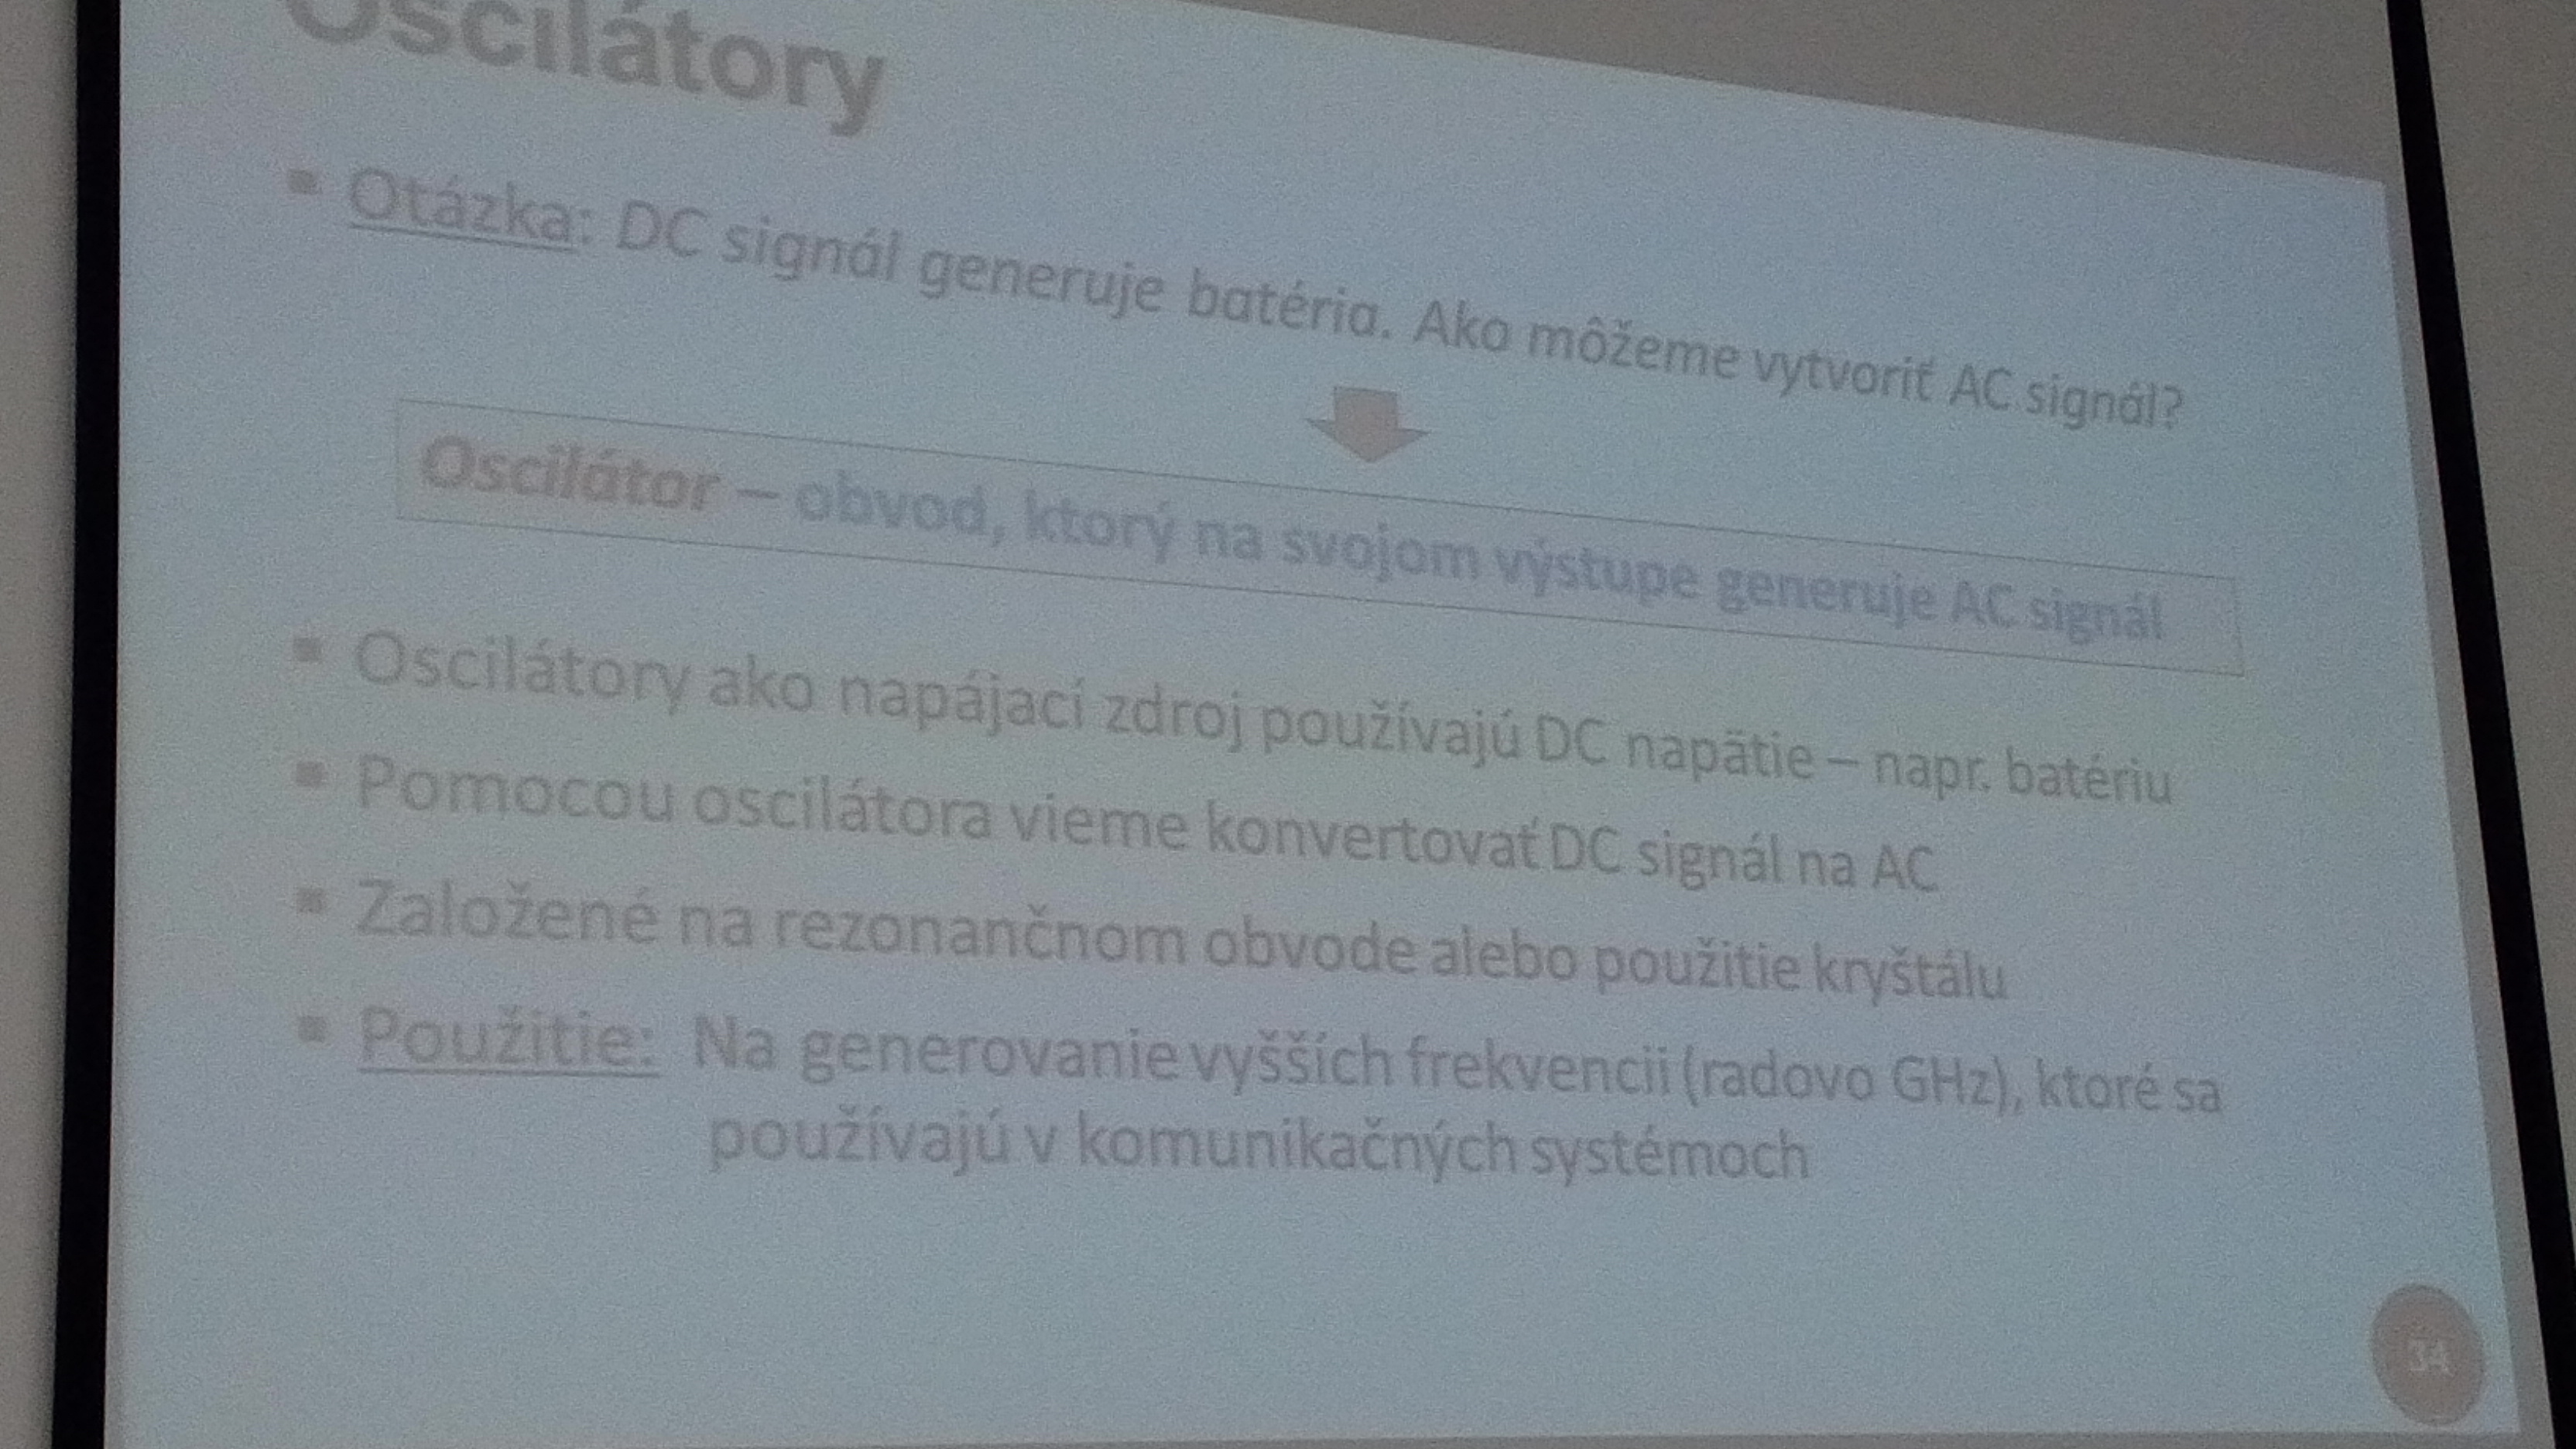 Oscilátory
▪ Otázka: DC signál generuje batéria. Ako môžeme vytvoriť AC signál?
Oscilátor – obvod, ktorý na svojom výstupe generuje AC signál
▪ Oscilátory ako napájací zdroj používajú DC napätie – napr. batériu
▪ Pomocou oscilátora vieme konvertovať DC signál na AC
▪ Založené na rezonančnom obvode alebo použitie kryštálu
▪ Použitie: Na generovanie vyšších frekvencii (radovo GHz), ktoré sa
používajú v komunikačných systémoch
34